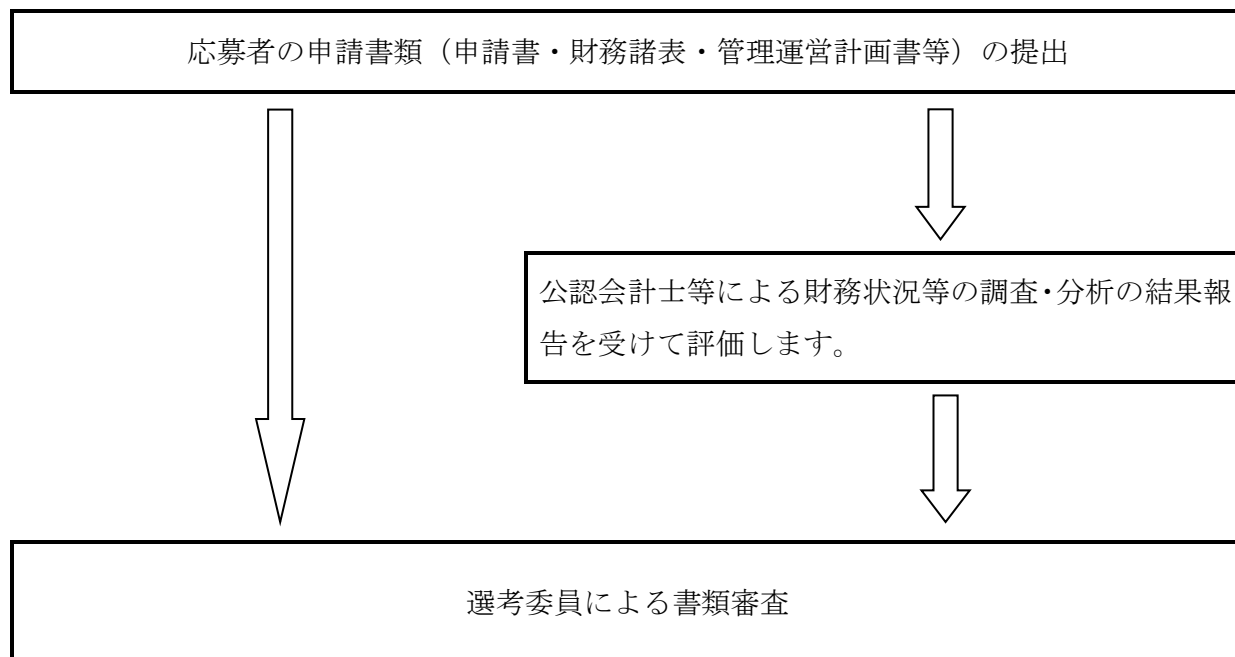 応募者の申請書類（申請書・財務諸表・管理運営計画書等）の提出
公認会計士等による財務状況等の調査・分析の結果報
告を受けて評価します。
選考委員による書類審査